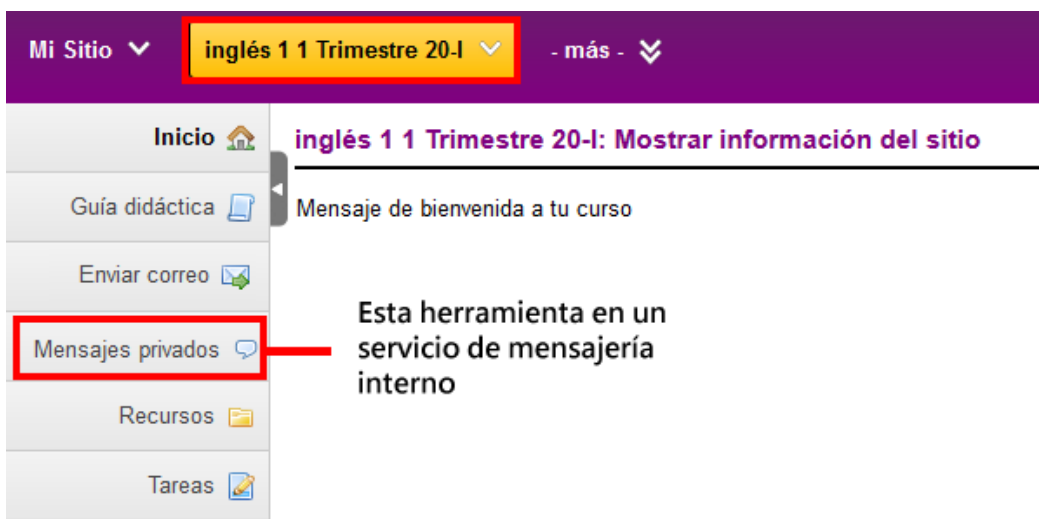 Mi Sitio
inglés 1 1 Trimestre 20-I
- más -
Inicio
inglés 1 1 Trimestre 20-I: Mostrar información del sitio
Guía didáctica
Mensaje de bienvenida a tu curso
Enviar correo
Mensajes privados
Esta herramienta en un
servicio de mensajería
interno
Recursos
Tareas